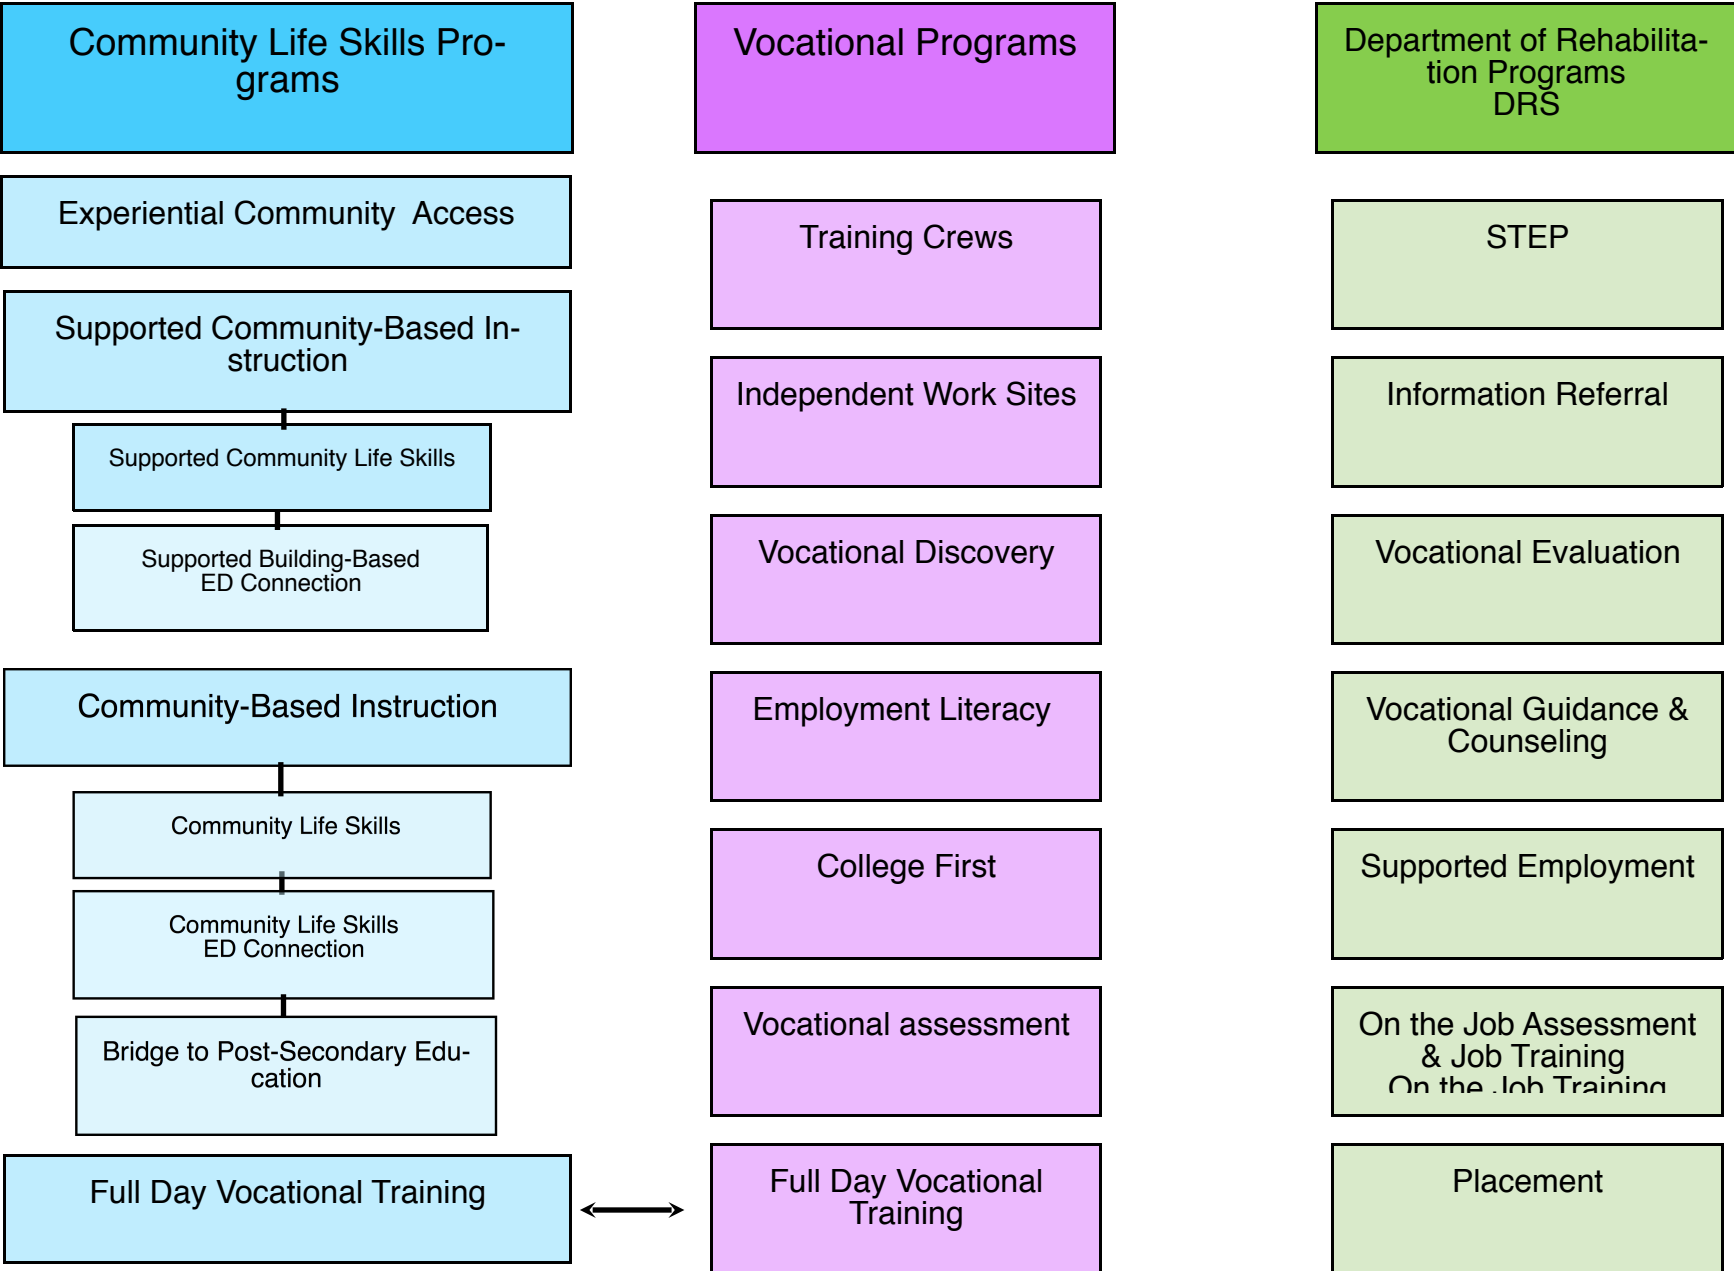 Community Life Skills Pro-
grams
Experiential Community  Access
Supported Community-Based In-
struction
Supported Community Life Skills
Supported Building-Based
ED Connection
Community-Based Instruction
Community Life Skills
Community Life Skills
ED Connection
Bridge to Post-Secondary Edu-
cation
Full Day Vocational Training
Vocational Programs
Training Crews
Independent Work Sites
Vocational Discovery
Employment Literacy
College First
Vocational assessment
Full Day Vocational
Training
Department of Rehabilita-
tion Programs
DRS
STEP
Information Referral
Vocational Evaluation
Vocational Guidance &
Counseling
Supported Employment
On the Job Assessment
& Job Training
On the Job Training
Placement